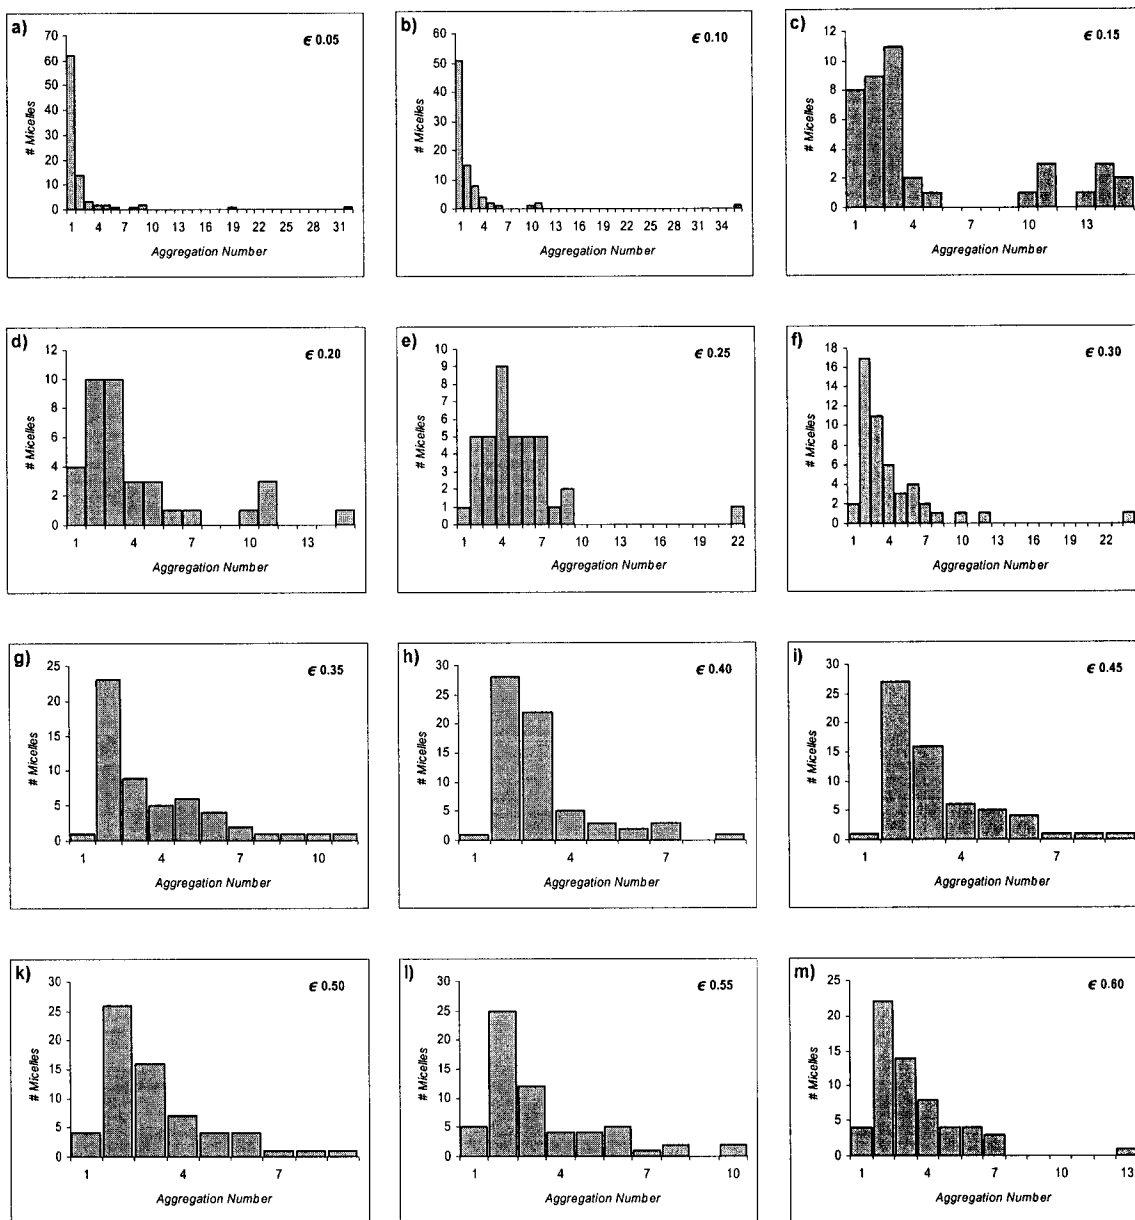 a)
ϵ 0.05
# Micelles
70
60
50
40
30
20
10
0
1 4 7 10 13 16 19 22 25 28 31
Aggregation Number
b)
ϵ 0.10
# Micelles
60
50
40
30
20
10
0
1 4 7 10 13 16 19 22 25 28 31 34
Aggregation Number
c)
ϵ 0.15
# Micelles
12
10
8
6
4
2
0
1 4 7 10 13
Aggregation Number
d)
ϵ 0.20
# Micelles
12
10
8
6
4
2
0
1 4 7 10 13
Aggregation Number
e)
ϵ 0.25
# Micelles
10
9
8
7
6
5
4
3
2
1
0
1 4 7 10 13 16 19 22
Aggregation Number
f)
ϵ 0.30
# Micelles
18
16
14
12
10
8
6
4
2
0
1 4 7 10 13 16 19 22
Aggregation Number
g)
ϵ 0.35
# Micelles
25
20
15
10
5
0
1 4 7 10
Aggregation Number
h)
ϵ 0.40
# Micelles
30
25
20
15
10
5
0
1 4 7
Aggregation Number
i)
ϵ 0.45
# Micelles
30
25
20
15
10
5
0
1 4 7
Aggregation Number
k)
ϵ 0.50
# Micelles
30
25
20
15
10
5
0
1 4 7
Aggregation Number
l)
ϵ 0.55
# Micelles
30
25
20
15
10
5
0
1 4 7 10
Aggregation Number
m)
ϵ 0.60
# Micelles
25
20
15
10
5
0
1 4 7 10 13
Aggregation Number